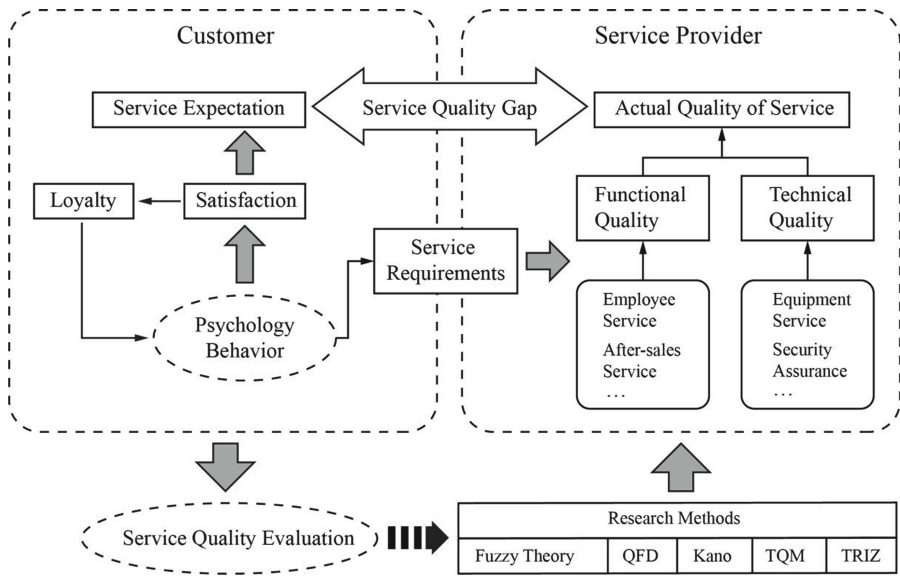 Customer
Service Provider
Service Expectation
Service Quality Gap
Actual Quality of Service
Loyalty
Satisfaction
Functional
Quality
Technical
Quality
Service
Requirements
Psychology
Behavior
Employee
Service
After-sales
Service
…
Equipment
Service
Security
Assurance
…
Service Quality Evaluation
Research Methods
Fuzzy Theory
QFD
Kano
TQM
TRIZ